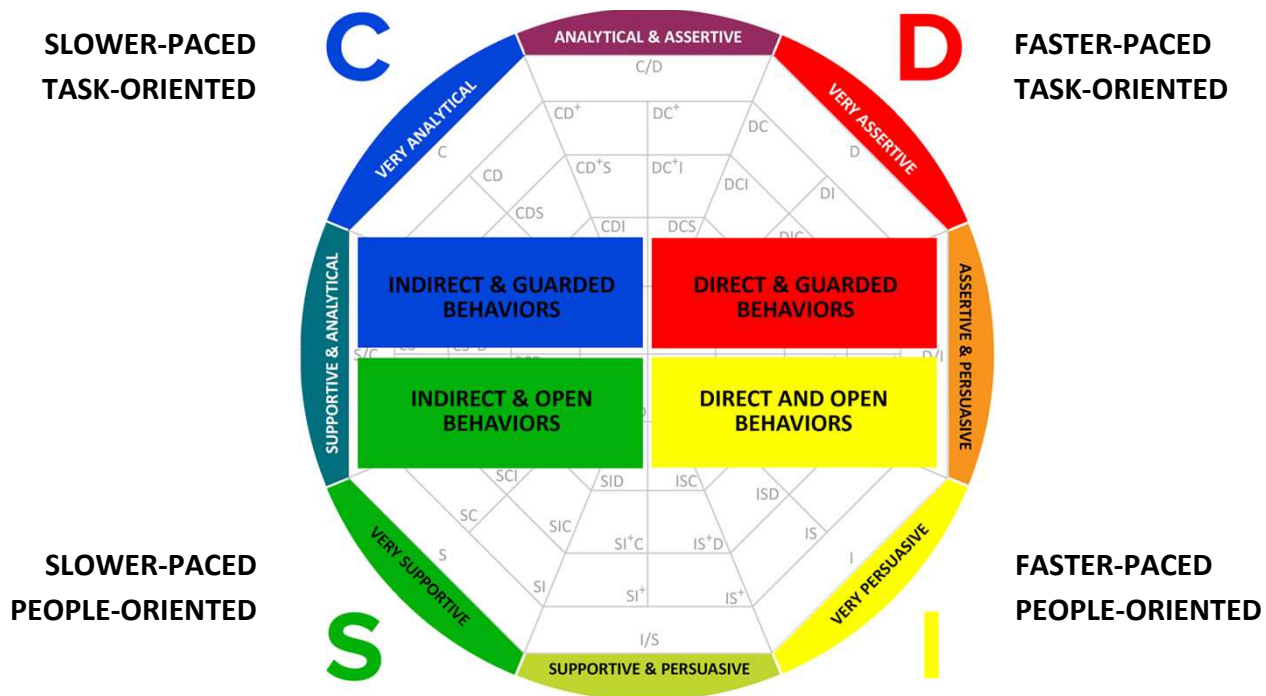 SLOWER-PACED
TASK-ORIENTED
C
ANALYTICAL & ASSERTIVE
D
FASTER-PACED
TASK-ORIENTED
VERY ANALYTICAL
VERY ASSERTIVE
C/D
CD⁺
DC⁺
DC
C
D
CD
CD⁺S
DC⁺I
DCI
DI
CDS
CDI
DCS
DIC
SUPPORTIVE & ANALYTICAL
INDIRECT & GUARDED
BEHAVIORS
DIRECT & GUARDED
BEHAVIORS
ASSERTIVE & PERSUASIVE
S/C
D/I
INDIRECT & OPEN
BEHAVIORS
DIRECT AND OPEN
BEHAVIORS
SCI
SID
ISC
ISD
SC
SIC
SI⁺C
IS⁺D
IS
S
I
SI
SI⁺
IS⁺
VERY SUPPORTIVE
VERY PERSUASIVE
I/S
SLOWER-PACED
PEOPLE-ORIENTED
S
SUPPORTIVE & PERSUASIVE
I
FASTER-PACED
PEOPLE-ORIENTED